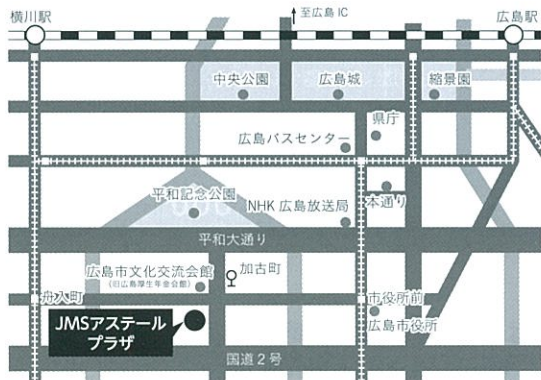 至広島IC
横川駅
広島駅
中央公園
広島城
縮景園
県庁
広島バスセンター
平和記念公園
NHK 広島放送局
本通り
平和大通り
広島市文化交流会館
(旧広島厚生年金会館)
加古町
舟入町
市役所前
JMSアステール
プラザ
広島市役所
国道2号